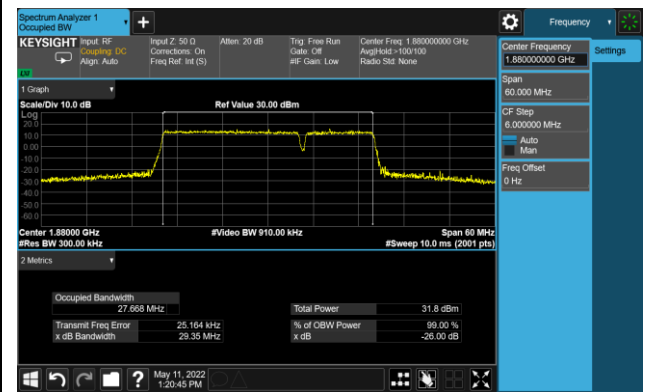 Spectrum Analyzer 1
Occupied BW
Frequency
KEYSIGHT
Input: RF
Coupling: DC
Align: Auto
Input Z: 50 Ω
Corrections: On
Freq Ref: Int (S)
Atten: 20 dB
Trig: Free Run
Gate: Off
#IF Gain: Low
Center Freq: 1.880000000 GHz
Avg|Hold:>100/100
Radio Std: None
Center Frequency
1.880000000 GHz
Settings
Span
60.000 MHz
CF Step
6.000000 MHz
Auto
Man
Freq Offset
0 Hz
1 Graph
Scale/Div 10.0 dB
Ref Value 30.00 dBm
Log
20.0
10.0
0.00
-10.0
-20.0
-30.0
-40.0
-50.0
-60.0
Center 1.88000 GHz
#Video BW 910.00 kHz
Span 60 MHz
#Res BW 300.00 kHz
#Sweep 10.0 ms (2001 pts)
2 Metrics
Occupied Bandwidth
27.668 MHz
Total Power 31.8 dBm
Transmit Freq Error 25.164 kHz
% of OBW Power 99.00 %
x dB Bandwidth 29.35 MHz
x dB -26.00 dB
May 11, 2022
1:20:45 PM